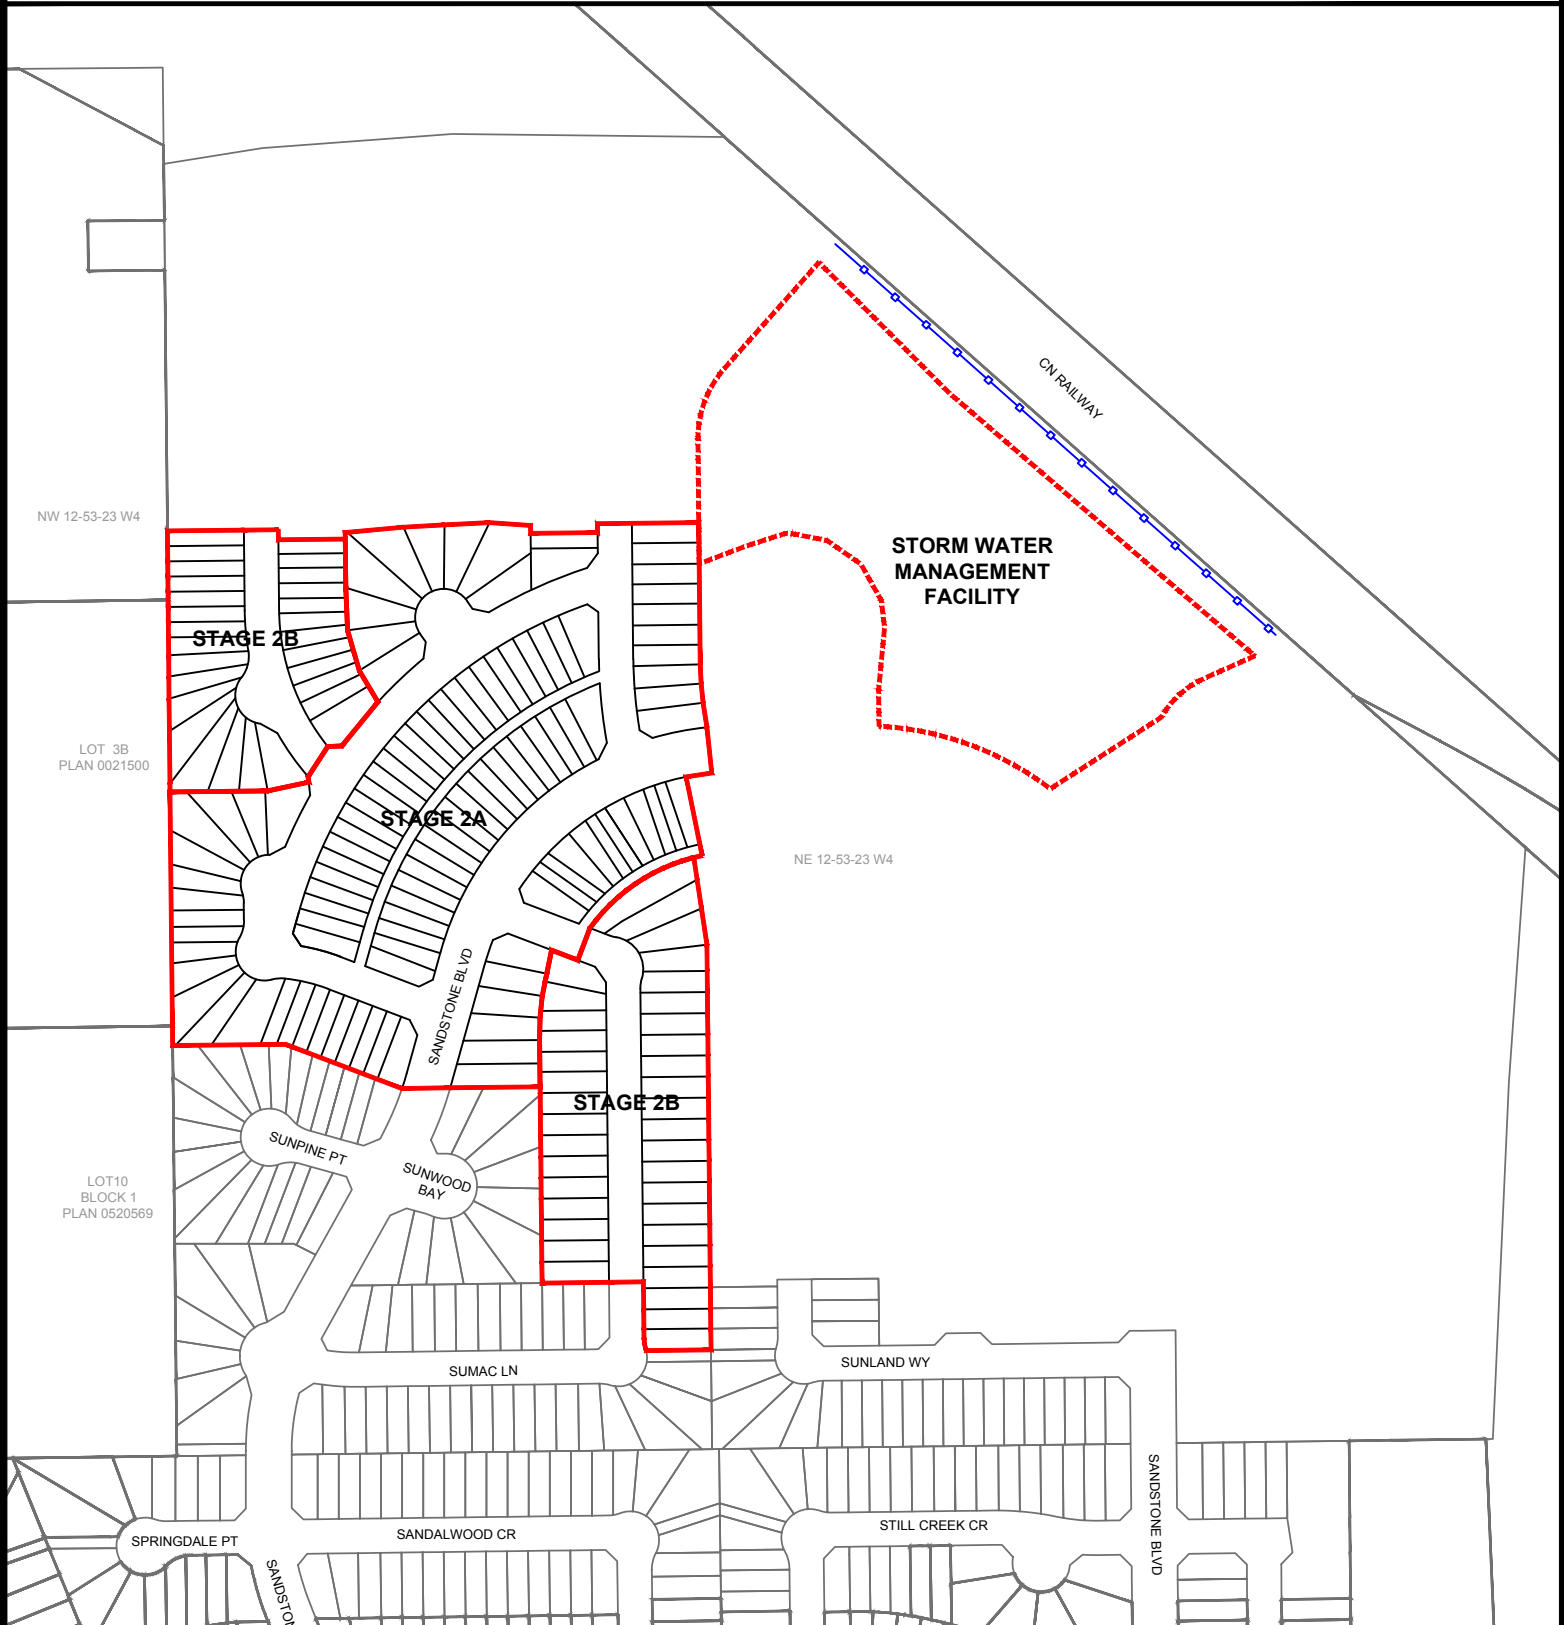 CN RAILWAY
NW 12-53-23 W4
STORM WATER
MANAGEMENT
FACILITY
STAGE 2B
LOT 3B
PLAN 0021500
STAGE 2A
NE 12-53-23 W4
SANDSTONE BLVD
STAGE 2B
SUNPINE PT
SUNWOOD
BAY
LOT10
BLOCK 1
PLAN 0520569
SUMAC LN
SUNLAND WY
SANDSTONE BLVD
SPRINGDALE PT
SANDALWOOD CR
STILL CREEK CR
SANDSTON